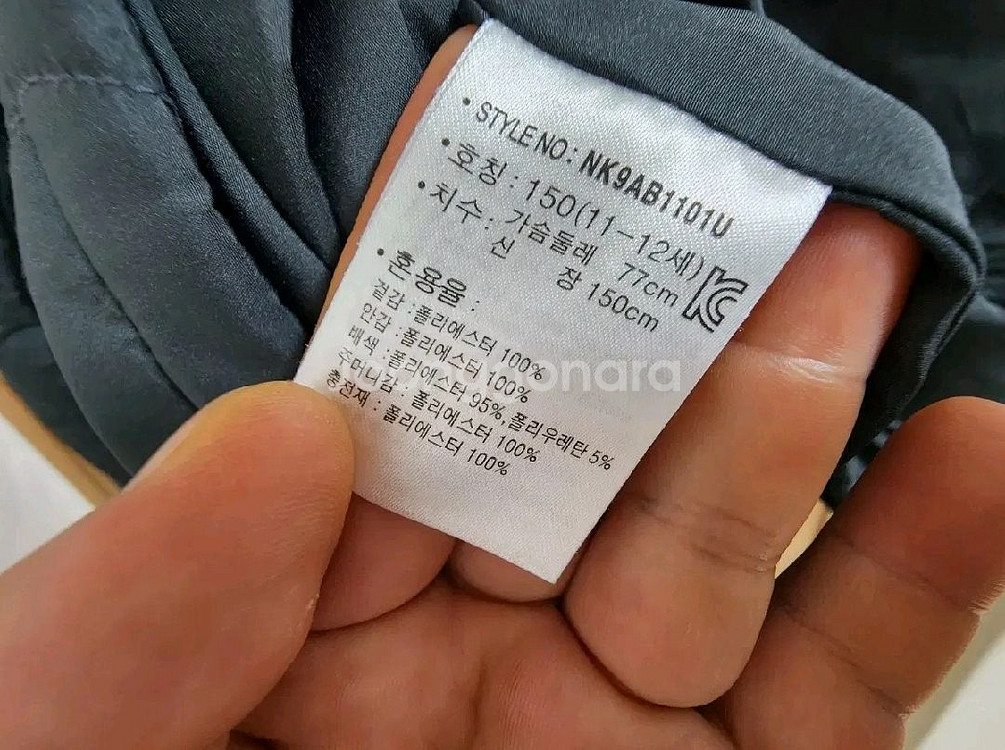 • STYLE NO: NK9AB1101U
• 호칭 : 150(11-12세)
• 치수 : 가슴둘레 77cm
신 장 150cm
• 혼용율 :
겉감 : 폴리에스터 100%
안감 : 폴리에스터 100%
배색 : 폴리에스터 95%, 폴리우레탄 5%
주머니감 : 폴리에스터 100%
충전재 : 폴리에스터 100%